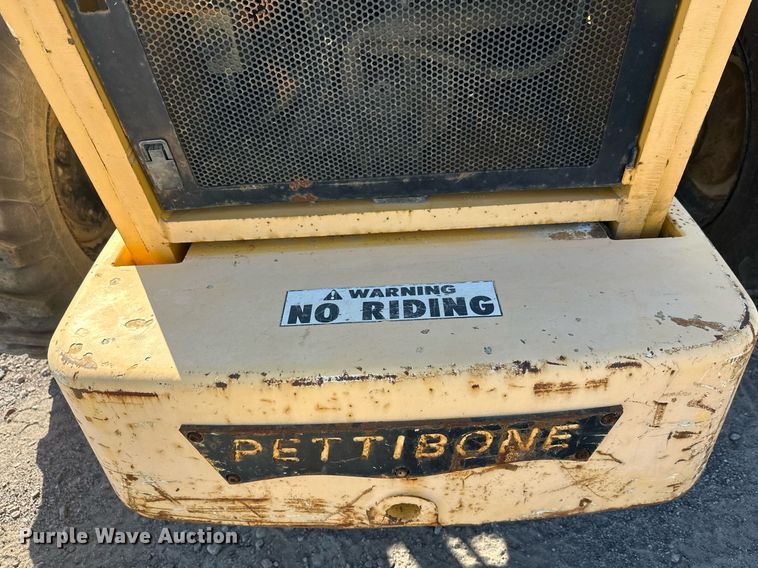 WARNING
NO RIDING
PETTIBONE
Purple Wave Auction